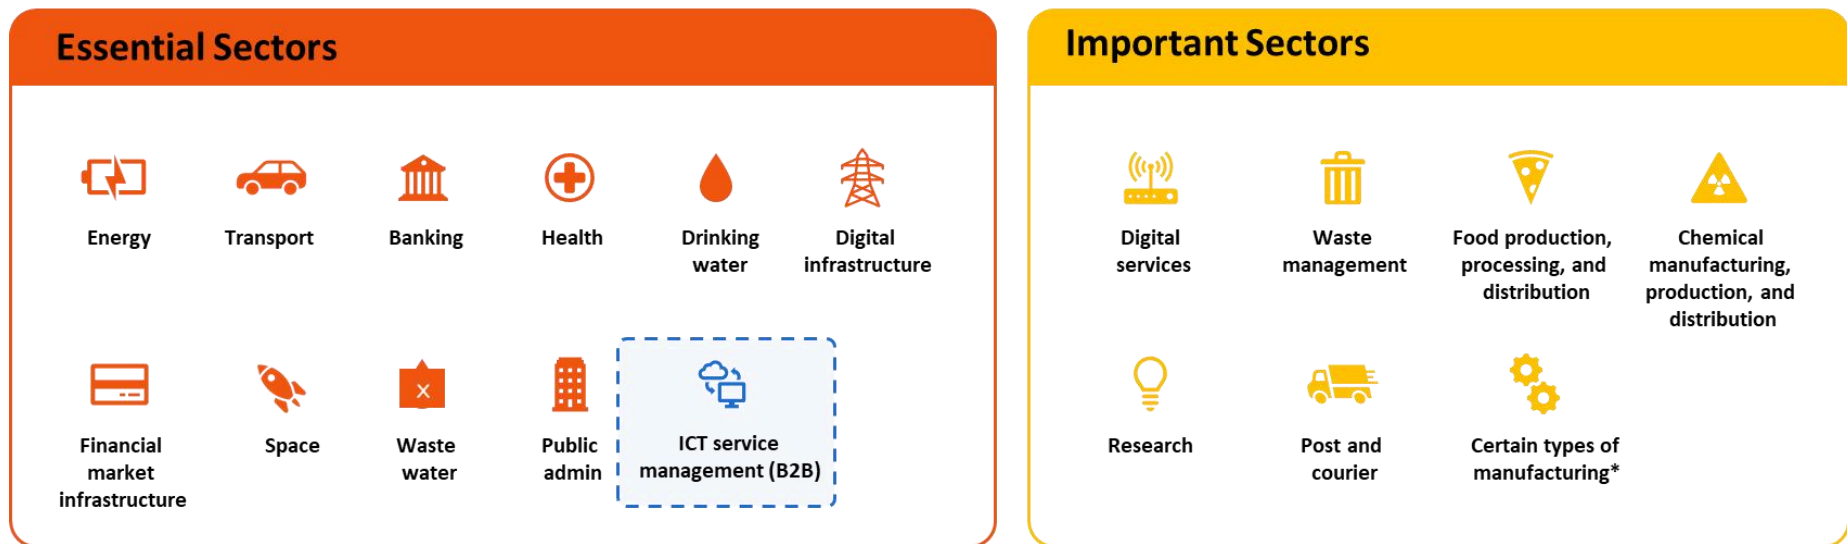 Essential Sectors
Energy
Transport
Banking
Health
Drinking
water
Digital
infrastructure
Financial
market
infrastructure
Space
x
Waste
water
Public
admin
ICT service
management (B2B)
Important Sectors
Digital
services
Waste
management
Food production,
processing, and
distribution
Chemical
manufacturing,
production, and
distribution
Research
Post and
courier
Certain types of
manufacturing*